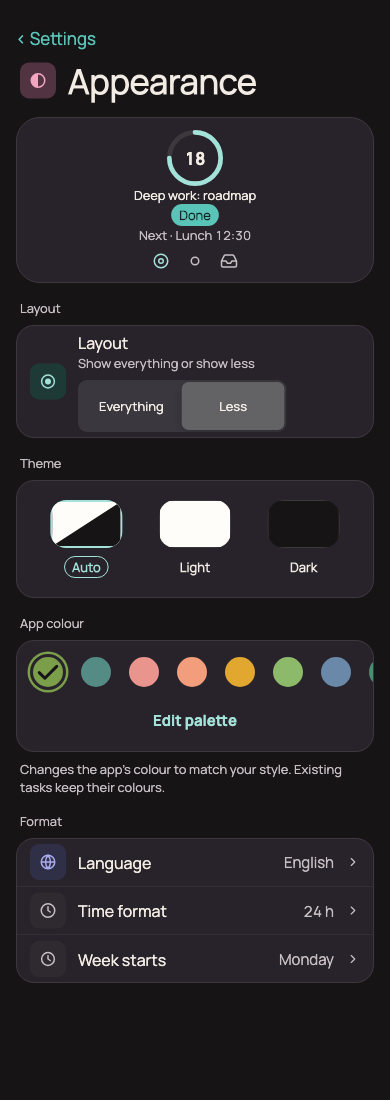 Settings
Appearance
18
Deep work: roadmap
Done
Next · Lunch 12:30
Layout
Layout
Show everything or show less
Everything Less
Theme
Auto Light Dark
App colour
Edit palette
Changes the app's colour to match your style. Existing
tasks keep their colours.
Format
Language English
Time format 24 h
Week starts Monday